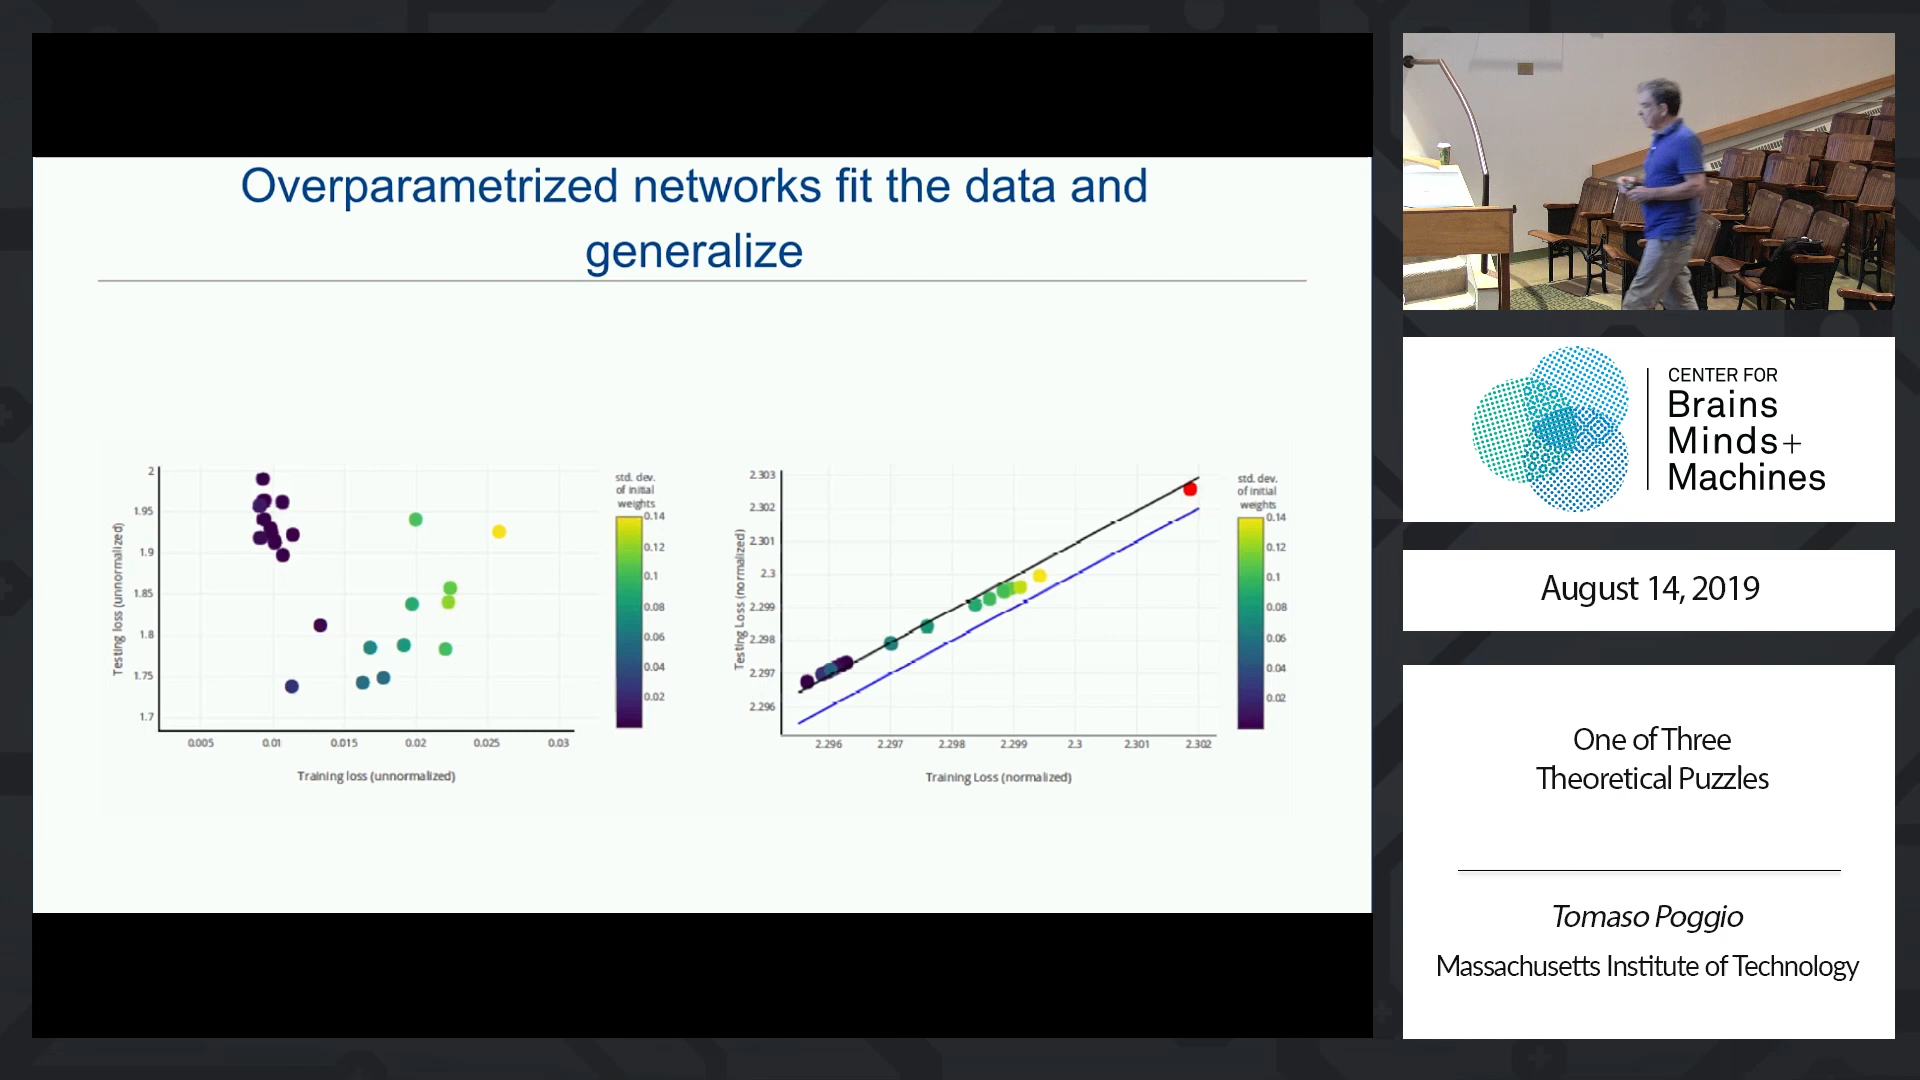 Overparametrized networks fit the data and
generalize
Testing loss (unnormalized)
2
1.95
1.9
1.85
1.8
1.75
1.7
0.005
0.01
0.015
0.02
0.025
0.03
Training loss (unnormalized)
std. dev.
of initial
weights
0.14
0.12
0.1
0.08
0.06
0.04
0.02
Testing Loss (normalized)
2.303
2.302
2.301
2.3
2.299
2.298
2.297
2.296
2.296
2.297
2.298
2.299
2.3
2.301
2.302
Training Loss (normalized)
std. dev.
of initial
weights
0.14
0.12
0.1
0.08
0.06
0.04
0.02
CENTER FOR
Brains
Minds+
Machines
August 14, 2019
One of Three
Theoretical Puzzles
Tomaso Poggio
Massachusetts Institute of Technology